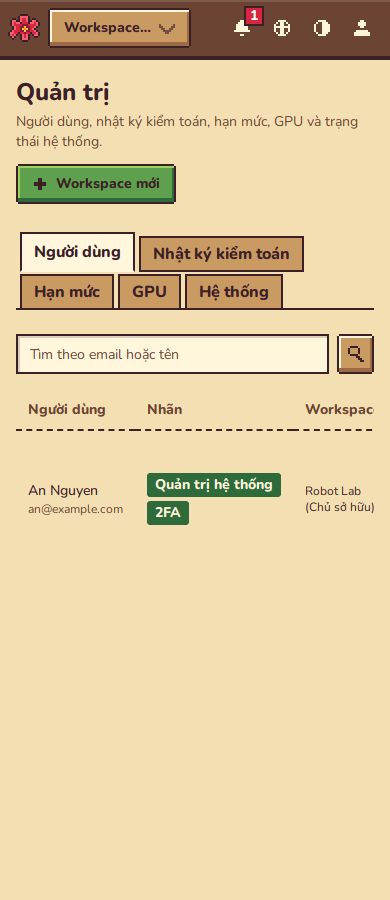 Workspace...
1
Quản trị
Người dùng, nhật ký kiểm toán, hạn mức, GPU và trạng
thái hệ thống.
Workspace mới
Người dùng
Nhật ký kiểm toán
Hạn mức
GPU
Hệ thống
Tìm theo email hoặc tên
Người dùng
Nhãn
Workspac
An Nguyen
an@example.com
Quản trị hệ thống
2FA
Robot Lab
(Chủ sở hữu)